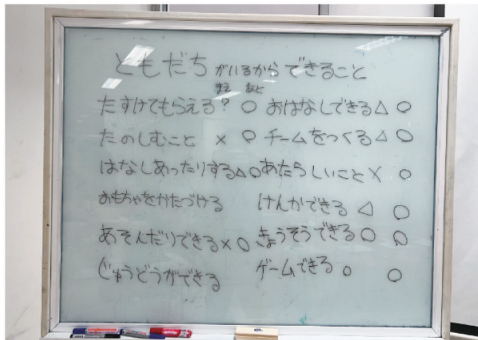 ともだちがいるからできること
まえ あと
たすけてもらえる? ○ おはなしできる△ ○
たのしむこと × ○ チームをつくる△ ○
はなしあったりする△○ あたらしいこと× ○
おもちゃをかたづける けんかができる △ ○
あそんだりできる×○ きょうそうできる○ ○
じゅうどうができる ゲームできる ○ ○